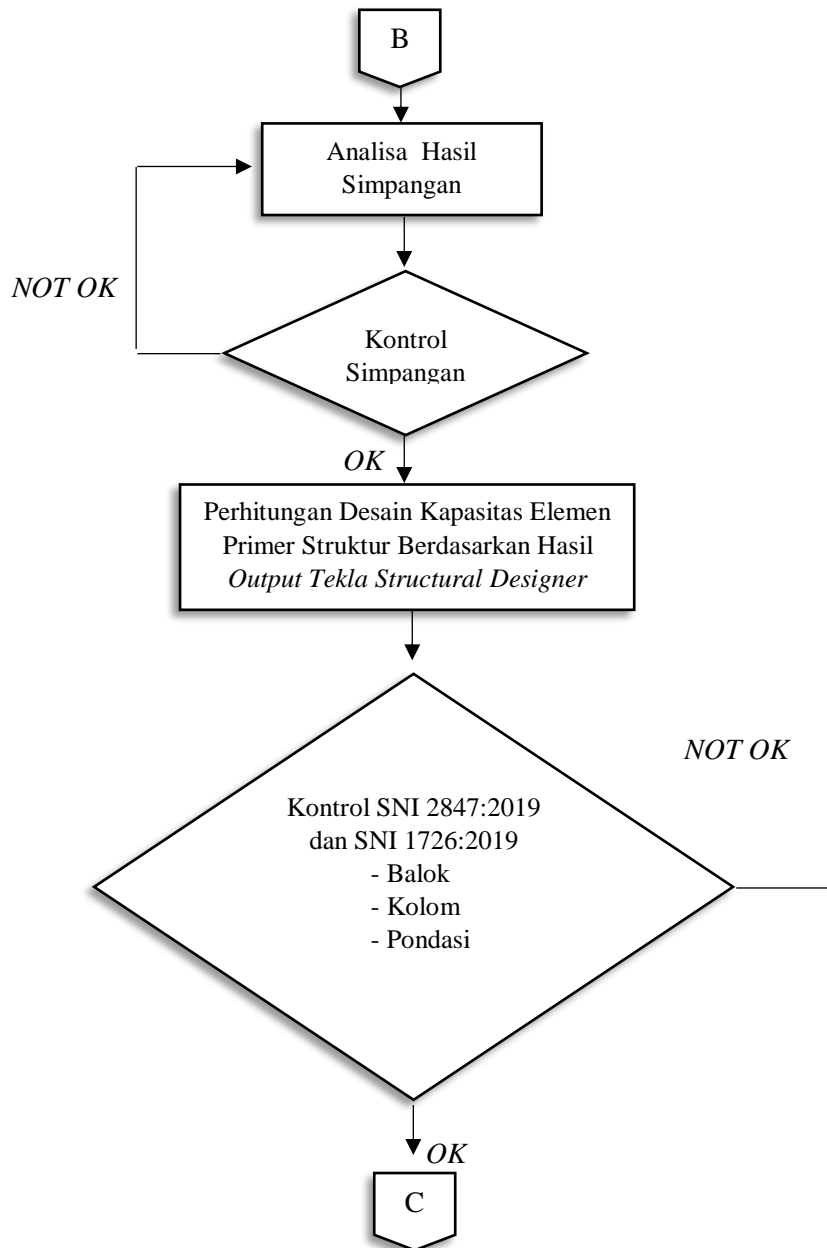 B
Analisa Hasil
Simpangan
NOT OK
Kontrol
Simpangan
OK
Perhitungan Desain Kapasitas Elemen
Primer Struktur Berdasarkan Hasil
Output Tekla Structural Designer
NOT OK
Kontrol SNI 2847:2019
dan SNI 1726:2019
- Balok
- Kolom
- Pondasi
OK
C